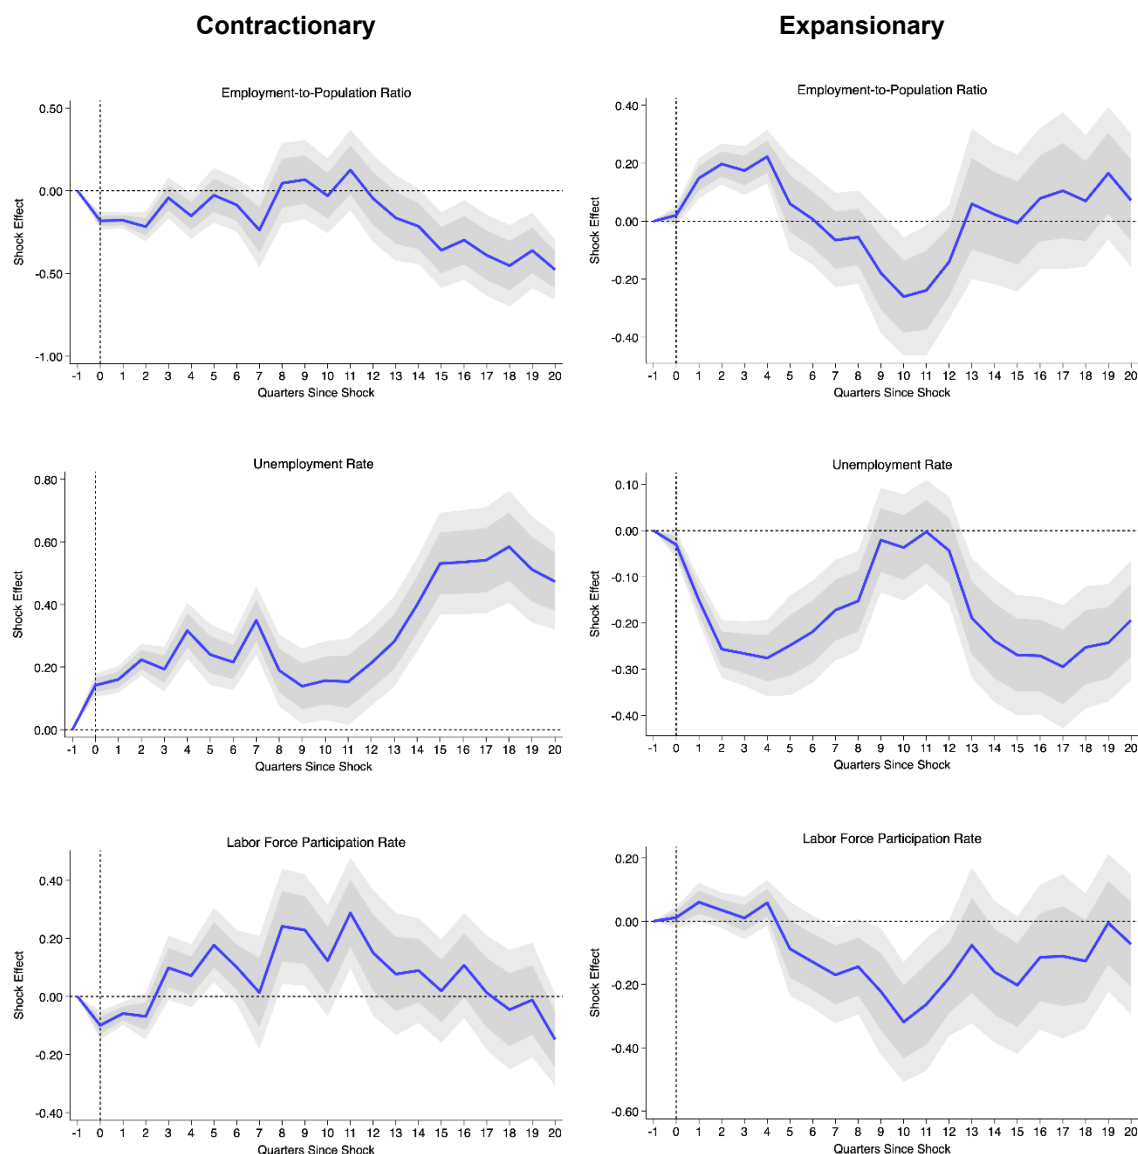 Contractionary
Expansionary
Employment-to-Population Ratio
0.50
0.00
-0.50
-1.00
Shock Effect
-1 0 1 2 3 4 5 6 7 8 9 10 11 12 13 14 15 16 17 18 19 20
Quarters Since Shock
Employment-to-Population Ratio
0.40
0.20
0.00
-0.20
-0.40
Shock Effect
-1 0 1 2 3 4 5 6 7 8 9 10 11 12 13 14 15 16 17 18 19 20
Quarters Since Shock
Unemployment Rate
0.80
0.60
0.40
0.20
0.00
Shock Effect
-1 0 1 2 3 4 5 6 7 8 9 10 11 12 13 14 15 16 17 18 19 20
Quarters Since Shock
Unemployment Rate
0.10
0.00
-0.10
-0.20
-0.30
-0.40
Shock Effect
-1 0 1 2 3 4 5 6 7 8 9 10 11 12 13 14 15 16 17 18 19 20
Quarters Since Shock
Labor Force Participation Rate
0.40
0.20
0.00
-0.20
-0.40
Shock Effect
-1 0 1 2 3 4 5 6 7 8 9 10 11 12 13 14 15 16 17 18 19 20
Quarters Since Shock
Labor Force Participation Rate
0.20
0.00
-0.20
-0.40
-0.60
Shock Effect
-1 0 1 2 3 4 5 6 7 8 9 10 11 12 13 14 15 16 17 18 19 20
Quarters Since Shock